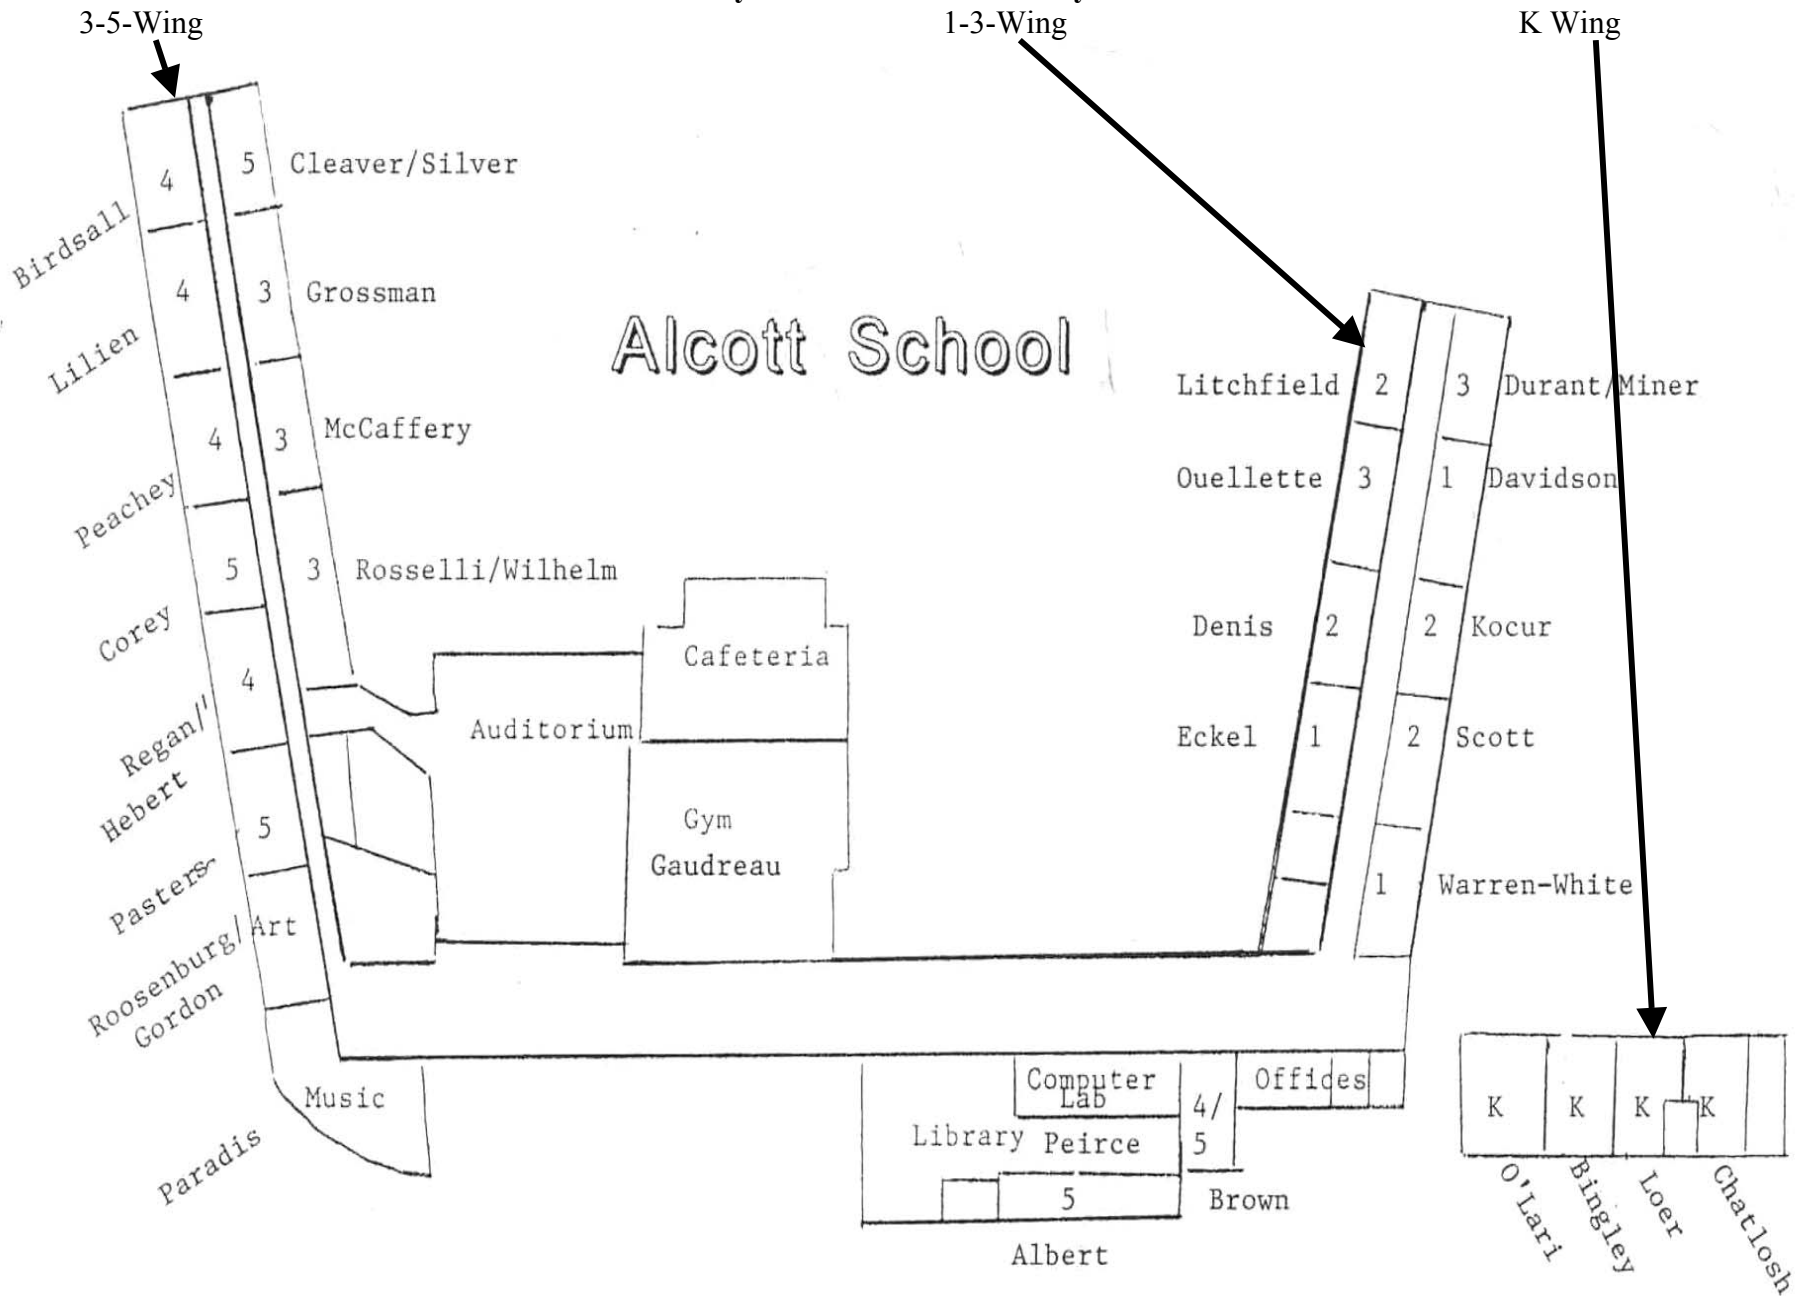 3-5-Wing
1-3-Wing
K Wing
Alcott School
4
5 Cleaver/Silver
Birdsall
4
3 Grossman
Lilien
4
3 McCaffery
Peachey
5
3 Rosselli/Wilhelm
Corey
4
Regan/
Hebert
5
Pasters
Art
Roosenburg/
Gordon
Music
Paradis
Auditorium
Cafeteria
Gym
Gaudreau
Litchfield 2
3 Durant/Miner
Ouellette 3
1 Davidson
Denis 2
2 Kocur
Eckel 1
2 Scott
1 Warren-White
Computer
Lab
Library Peirce
5
Albert
4/
5
Brown
Offices
K K K K
O'Lari
Bingley
Loer
Chatlosh